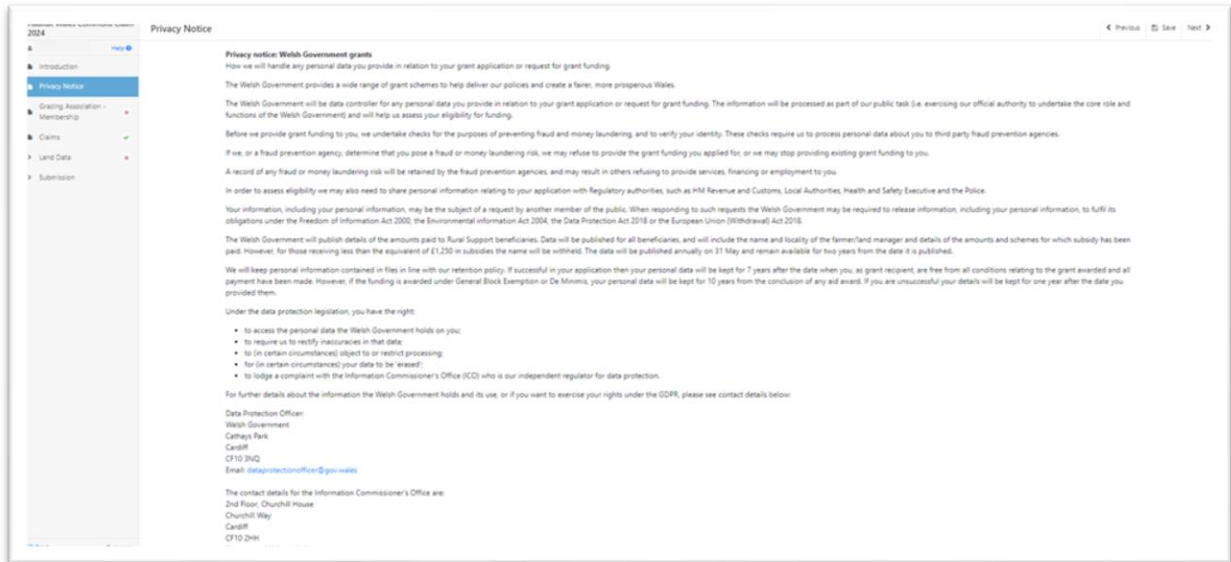 2024
Help
Introduction
Privacy Notice
Grazing Association -
Membership
Claims
Land Data
Submission
Privacy Notice
Previous
Save
Next
Privacy notice: Welsh Government grants
How we will handle any personal data you provide in relation to your grant application or request for grant funding.
The Welsh Government provides a wide range of grant schemes to help deliver our policies and create a fairer, more prosperous Wales.
The Welsh Government will be data controller for any personal data you provide in relation to your grant application or request for grant funding. The information will be processed as part of our public task (i.e. exercising our official authority to undertake the core role and
functions of the Welsh Government) and will help us assess your eligibility for funding.
Before we provide grant funding to you, we undertake checks for the purposes of preventing fraud and money laundering, and to verify your identity. These checks require us to process personal data about you to third party fraud prevention agencies.
If we, or a fraud prevention agency, determine that you pose a fraud or money laundering risk, we may refuse to provide the grant funding you applied for, or we may stop providing existing grant funding to you.
A record of any fraud or money laundering risk will be retained by the fraud prevention agencies, and may result in others refusing to provide services, financing or employment to you.
In order to assess eligibility we may also need to share personal information relating to your application with Regulatory authorities, such as HM Revenue and Customs, Local Authorities, Health and Safety Executive and the Police.
Your information, including your personal information, may be the subject of a request by another member of the public. When responding to such requests the Welsh Government may be required to release information, including your personal information, to fulfil its
obligations under the Freedom of Information Act 2000, the Environmental information Act 2004, the Data Protection Act 2018 or the European Union (Withdrawal) Act 2018.
The Welsh Government will publish details of the amounts paid to Rural Support beneficiaries. Data will be published for all beneficiaries, and will include the name and locality of the farmer/land manager and details of the amounts and schemes for which subsidy has been
paid. However, for those receiving less than the equivalent of £1,250 in subsidies the name will be withheld. The data will be published annually on 31 May and remain available for two years from the date it is published.
We will keep personal information contained in files in line with our retention policy. If successful in your application then your personal data will be kept for 7 years after the date when you, as grant recipient, are free from all conditions relating to the grant awarded and all
payment have been made. However, if the funding is awarded under General Block Exemption or De Minimis, your personal data will be kept for 10 years from the conclusion of any aid award. If you are unsuccessful your details will be kept for one year after the date you
provided them.
Under the data protection legislation, you have the right:
• to access the personal data the Welsh Government holds on you;
• to require us to rectify inaccuracies in that data;
• to (in certain circumstances) object to or restrict processing;
• for (in certain circumstances) your data to be 'erased';
• to lodge a complaint with the Information Commissioner's Office (ICO) who is our independent regulator for data protection.
For further details about the information the Welsh Government holds and its use, or if you want to exercise your rights under the GDPR, please see contact details below:
Data Protection Officer:
Welsh Government
Cathays Park
Cardiff
CF10 3NQ
Email: dataprotectionofficer@gov.wales
The contact details for the Information Commissioner's Office are:
2nd Floor, Churchill House
Churchill Way
Cardiff
CF10 2HH